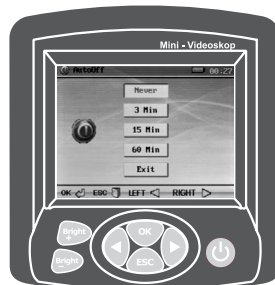 Mini - Videoskop
AutoOff 00:27
Never
3 Min
15 Min
60 Min
Exit
OK ESC LEFT RIGHT
Bright +
OK
Bright -
ESC